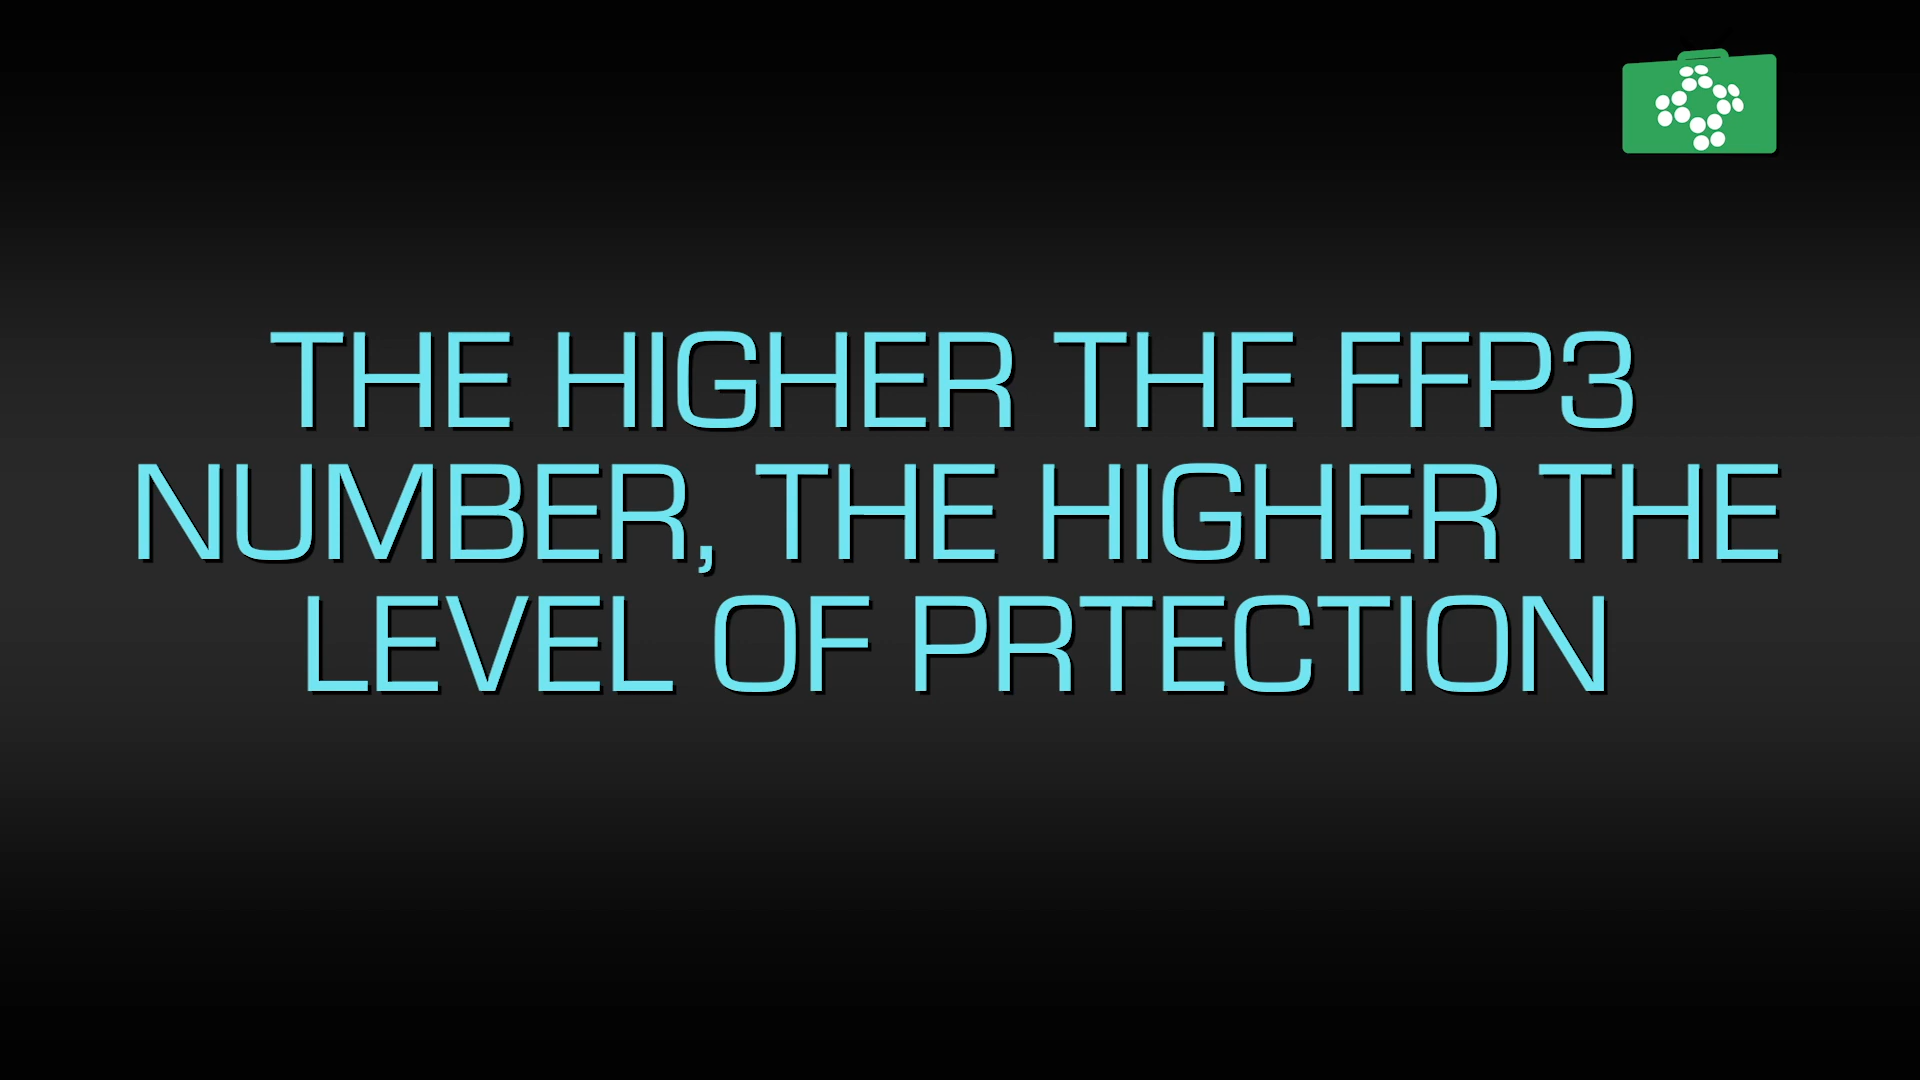 THE HIGHER THE FFP3
NUMBER, THE HIGHER THE
LEVEL OF PRTECTION